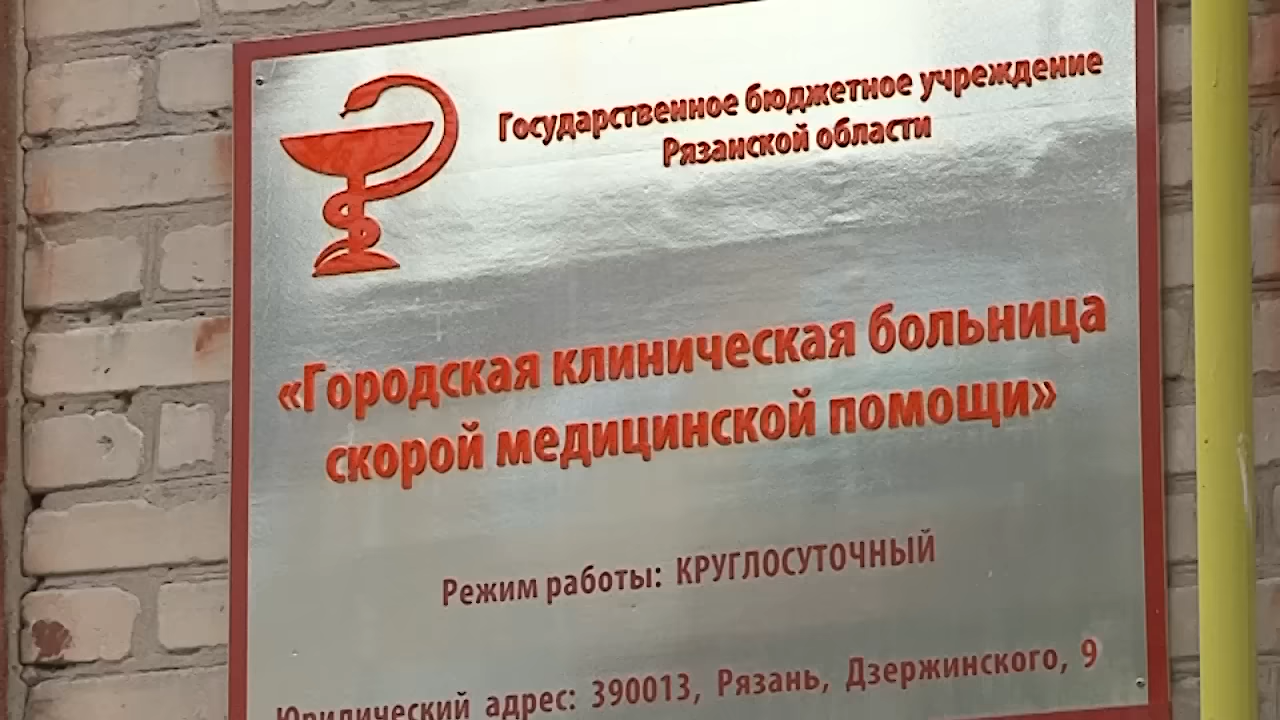 Государственное бюджетное учреждение
Рязанской области
«Городская клиническая больница
скорой медицинской помощи»
Режим работы: КРУГЛОСУТОЧНЫЙ
Юридический адрес: 390013, Рязань, Дзержинского, 9